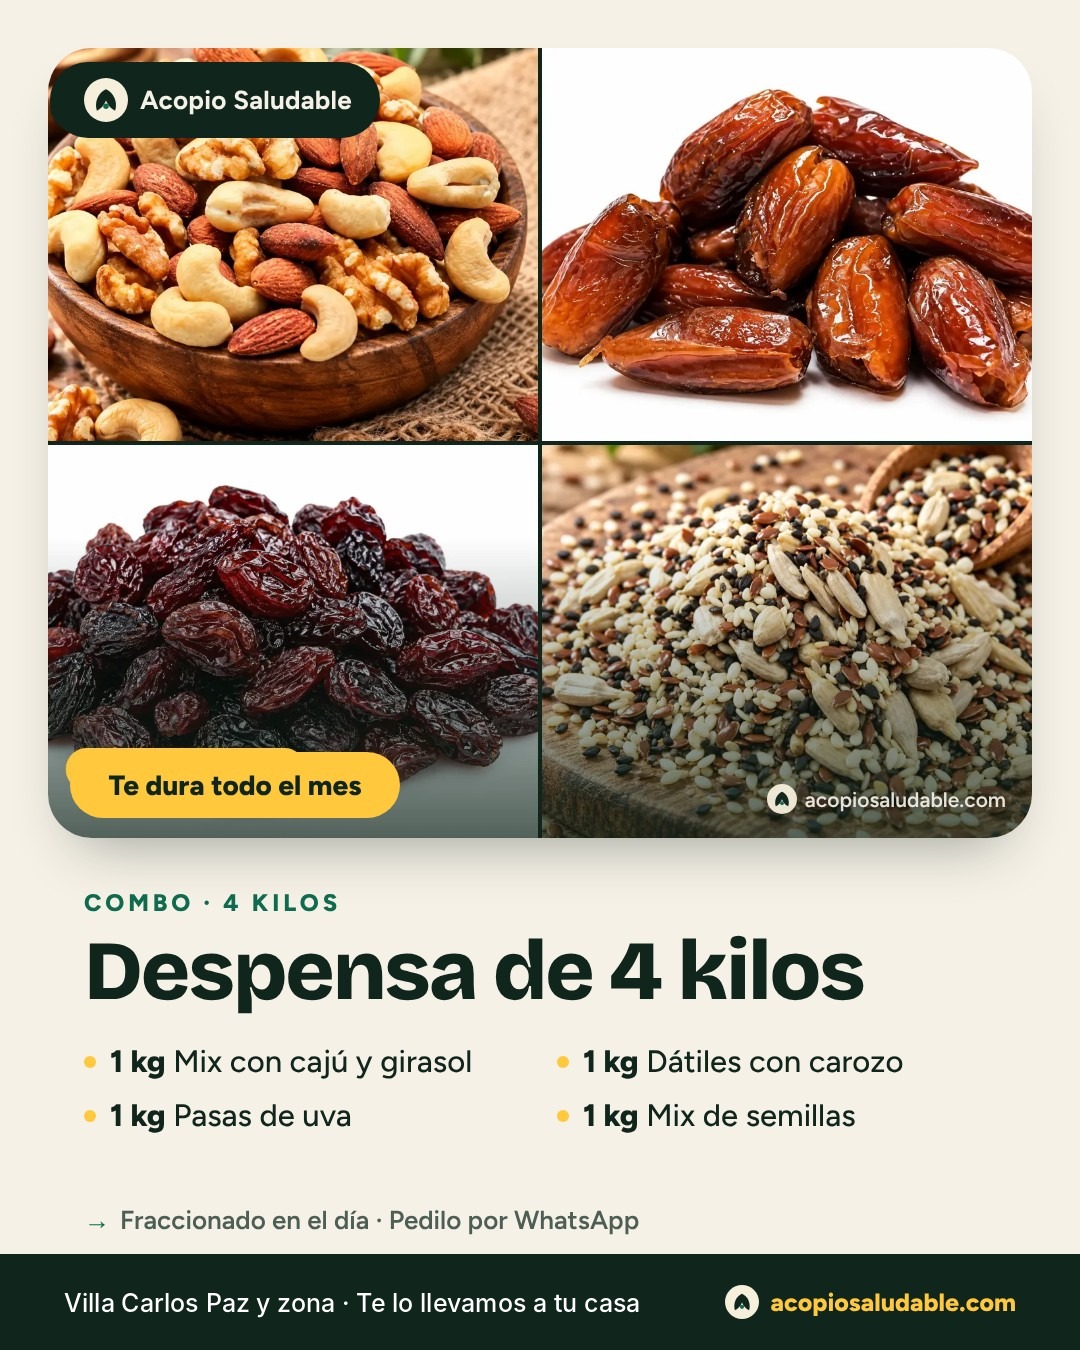 Acopio Saludable
Te dura todo el mes
acopiosaludable.com
COMBO · 4 KILOS
Despensa de 4 kilos
1 kg Mix con cajú y girasol
1 kg Dátiles con carozo
1 kg Pasas de uva
1 kg Mix de semillas
→ Fraccionado en el día · Pedilo por WhatsApp
Villa Carlos Paz y zona · Te lo llevamos a tu casa
acopiosaludable.com